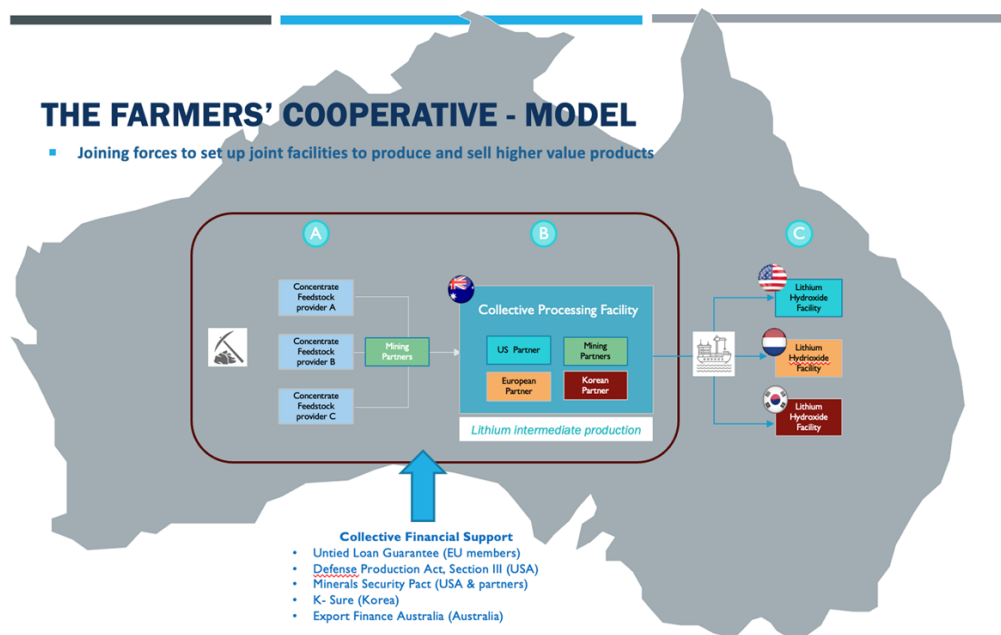 THE FARMERS' COOPERATIVE - MODEL
Joining forces to set up joint facilities to produce and sell higher value products
A
B
C
Concentrate
Feedstock
provider A
Concentrate
Feedstock
provider B
Concentrate
Feedstock
provider C
Mining
Partners
Collective Processing Facility
US Partner
Mining
Partners
European
Partner
Korean
Partner
Lithium intermediate production
Lithium
Hydroxide
Facility
Lithium
Hydrioxide
Facility
Lithium
Hydroxide
Facility
Collective Financial Support
• Untied Loan Guarantee (EU members)
• Defense Production Act, Section III (USA)
• Minerals Security Pact (USA & partners)
• K- Sure (Korea)
• Export Finance Australia (Australia)